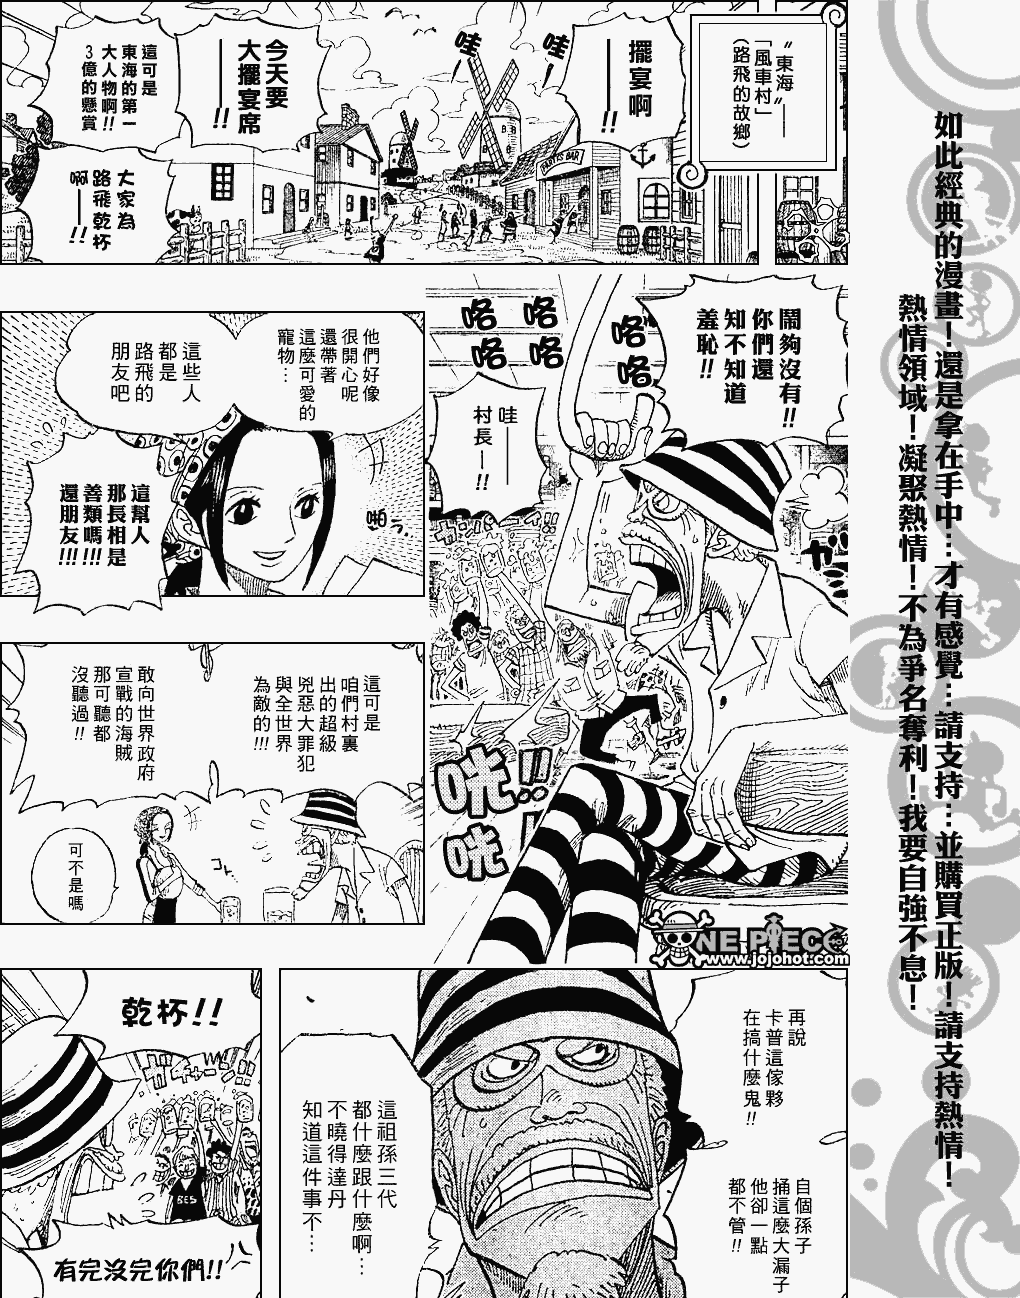 〝東海〞──
「風車村」
（路飛的故鄉）
擺宴啊
──!!
哇
哇
今天要
大擺宴席
──!!
這可是
東海的第一
大人物啊!!
3億的懸賞
大家為
路飛乾杯
啊──!!
PARTYS BAR
鬧夠沒有!!
你們還
知不知道
羞恥!!
咯咯
咯咯
咯咯
哇──
村長──!!
他們好像
很開心呢
還帶著
這麼可愛的
寵物…
這些人
都是
路飛的
朋友吧
這幫人
那長相是
善類嗎!!!
還朋友!!!
咣!!
咣!
這可是
咱們村裏
出的超級
兇惡大罪犯
與全世界
為敵的!!!
敢向世界政府
宣戰的海賊
那可聽都
沒聽過!!
可不是嗎
ONE PIECE
www.jojohot.com
再說
卡普這傢夥
在搞什麼鬼!!
自個孫子
捅這麼大漏子
他卻一點
都不管!!
這祖孫三代
都什麼跟什麼啊…
不曉得達丹
知道這件事不…
乾杯!!
BES
有完沒完你們!!
如此經典的漫畫！還是拿在手中…才有感覺…請支持…並購買正版！請支持熱情！
熱情領域！凝聚熱情！不為爭名奪利！我要自強不息！